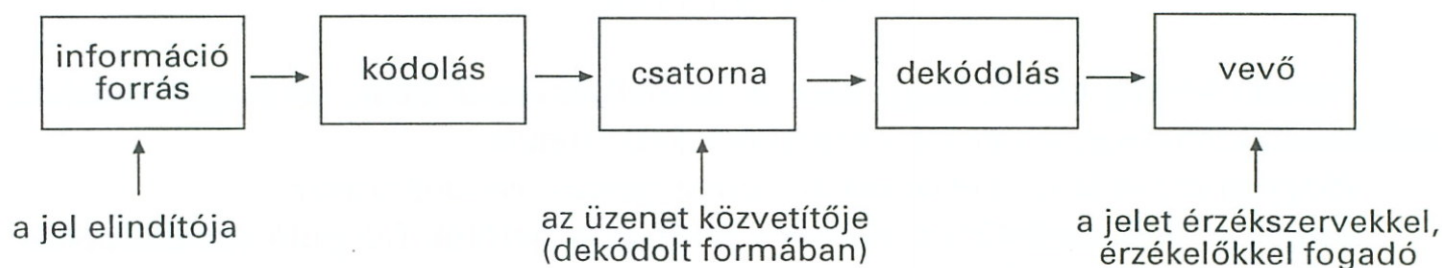 információ
forrás
kódolás
csatorna
dekódolás
vevő
a jel elindítója
az üzenet közvetítője
(dekódolt formában)
a jelet érzékszervekkel,
érzékelőkkel fogadó